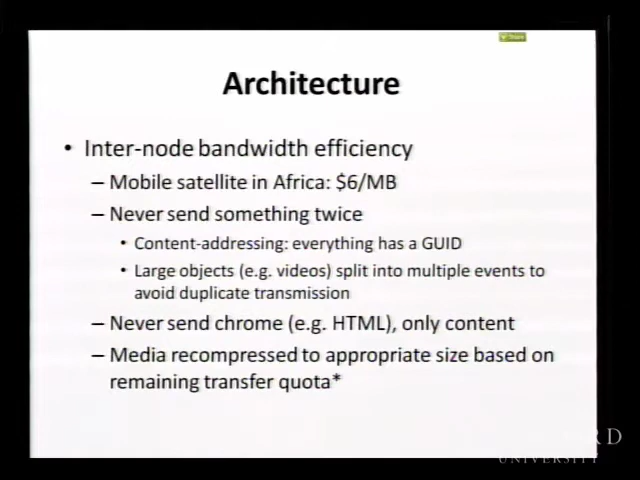 Architecture
• Inter-node bandwidth efficiency
– Mobile satellite in Africa: $6/MB
– Never send something twice
• Content-addressing: everything has a GUID
• Large objects (e.g. videos) split into multiple events to
avoid duplicate transmission
– Never send chrome (e.g. HTML), only content
– Media recompressed to appropriate size based on
remaining transfer quota*
UNIVERSITY